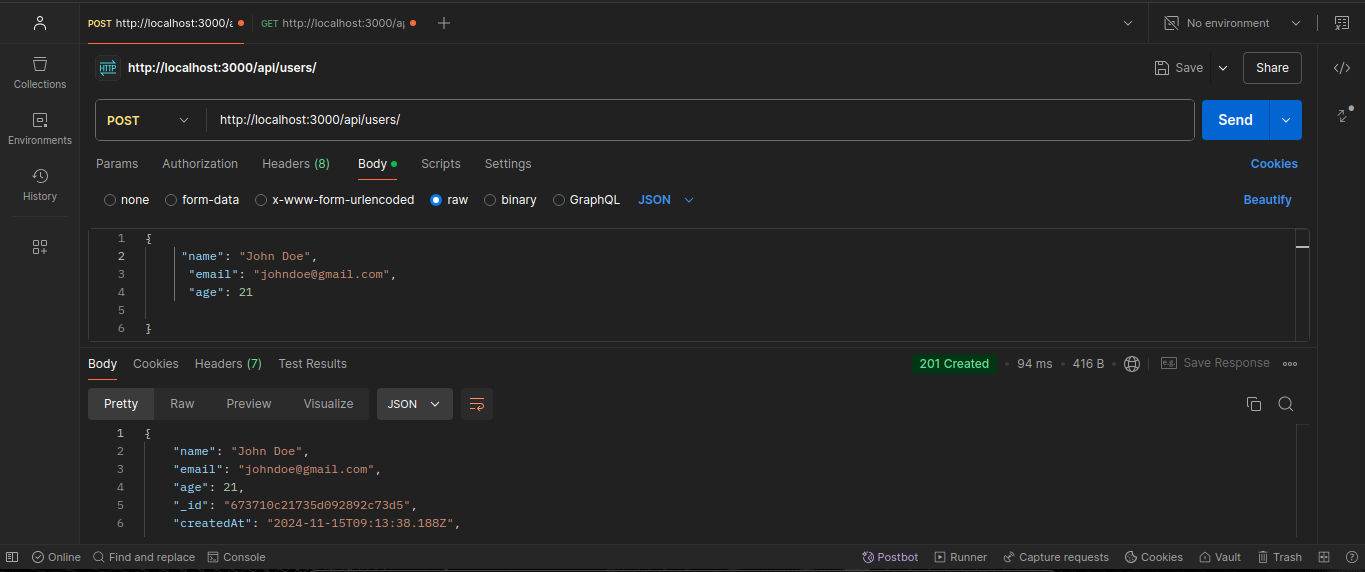 POST http://localhost:3000/a GET http://localhost:3000/a No environment
Collections
Environments
History
HTTP http://localhost:3000/api/users/ Save Share
POST http://localhost:3000/api/users/ Send
Params Authorization Headers (8) Body Scripts Settings Cookies
none form-data x-www-form-urlencoded raw binary GraphQL JSON Beautify
1 {
2 "name": "John Doe",
3 "email": "johndoe@gmail.com",
4 "age": 21
5
6 }
Body Cookies Headers (7) Test Results 201 Created 94 ms 416 B e.g. Save Response
Pretty Raw Preview Visualize JSON
1 {
2 "name": "John Doe",
3 "email": "johndoe@gmail.com",
4 "age": 21,
5 "_id": "673710c21735d092892c73d5",
6 "createdAt": "2024-11-15T09:13:38.188Z",
Online Find and replace Console Postbot Runner Capture requests Cookies Vault Trash